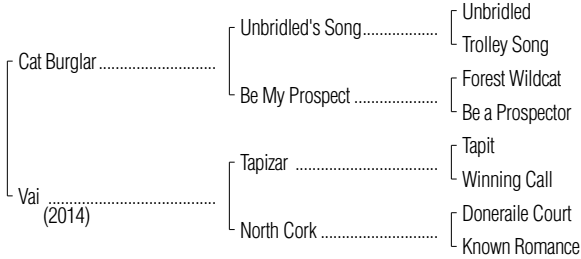 Unbridled
Unbridled's Song..................
Trolley Song
Cat Burglar ............................
Forest Wildcat
Be My Prospect ....................
Be a Prospector
Tapit
Tapizar ..................................
Winning Call
Vai ........................................
(2014)
Doneraile Court
North Cork ............................
Known Romance